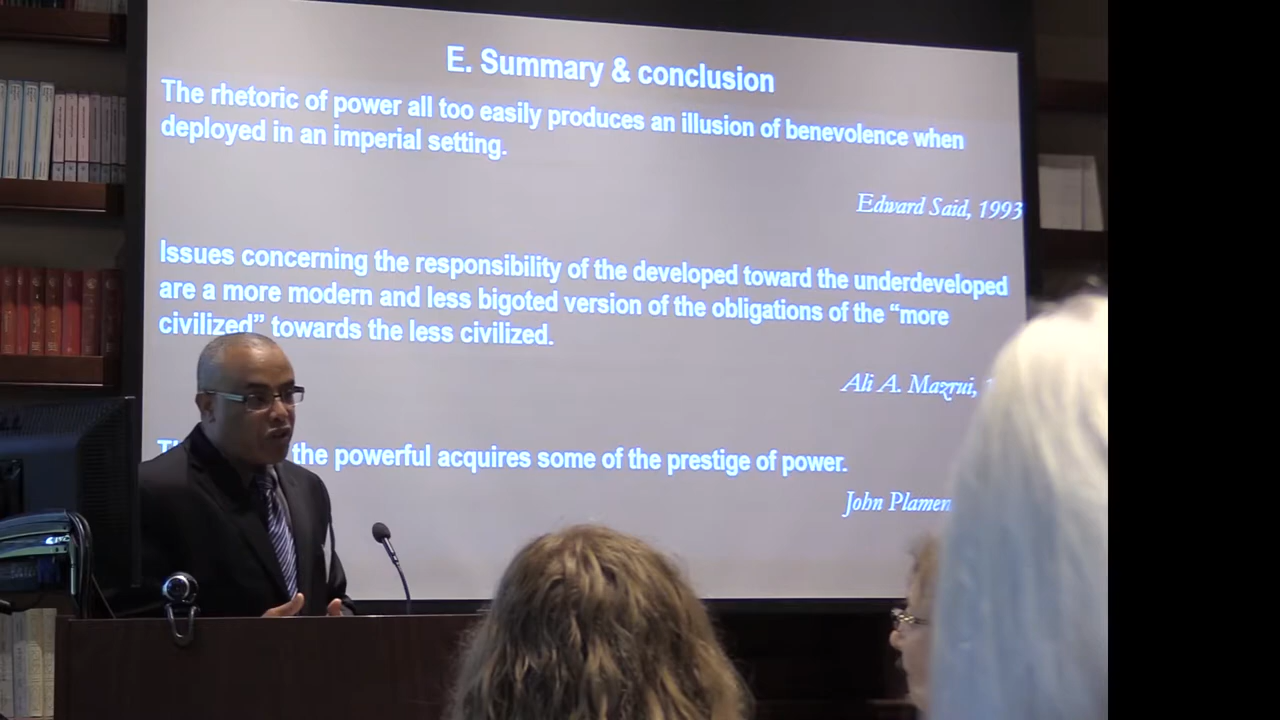 E. Summary & conclusion
The rhetoric of power all too easily produces an illusion of benevolence when
deployed in an imperial setting.
Edward Said, 1993
Issues concerning the responsibility of the developed toward the underdeveloped
are a more modern and less bigoted version of the obligations of the “more
civilized” towards the less civilized.
Ali A. Mazrui,
the powerful acquires some of the prestige of power.
John